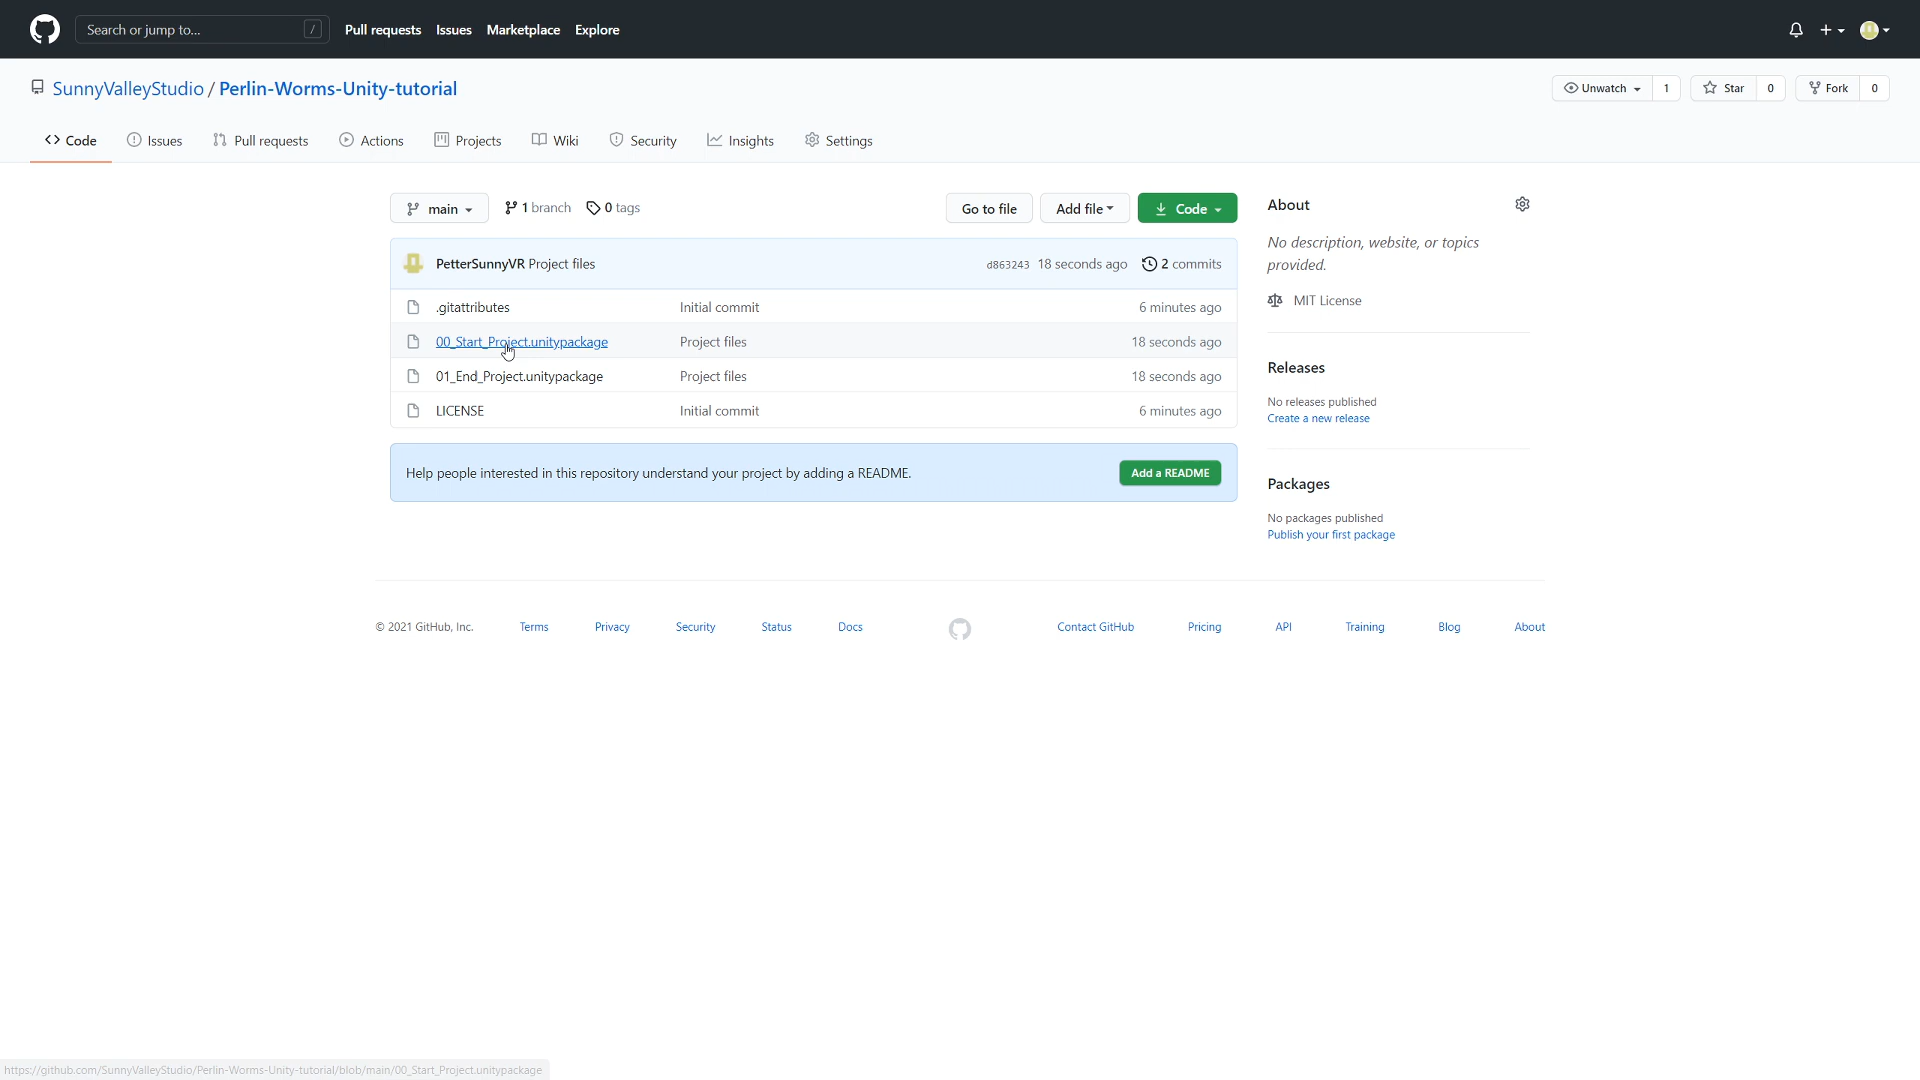 Search or jump to... / Pull requests Issues Marketplace Explore
SunnyValleyStudio / Perlin-Worms-Unity-tutorial Unwatch 1 Star 0 Fork 0
Code Issues Pull requests Actions Projects Wiki Security Insights Settings
main 1 branch 0 tags Go to file Add file Code
About
No description, website, or topics
provided.
MIT License
PetterSunnyVR Project files d863243 18 seconds ago 2 commits
.gitattributes Initial commit 6 minutes ago
00_Start_Project.unitypackage Project files 18 seconds ago
01_End_Project.unitypackage Project files 18 seconds ago
LICENSE Initial commit 6 minutes ago
Help people interested in this repository understand your project by adding a README. Add a README
Releases
No releases published
Create a new release
Packages
No packages published
Publish your first package
© 2021 GitHub, Inc. Terms Privacy Security Status Docs Contact GitHub Pricing API Training Blog About
https://github.com/SunnyValleyStudio/Perlin-Worms-Unity-tutorial/blob/main/00_Start_Project.unitypackage